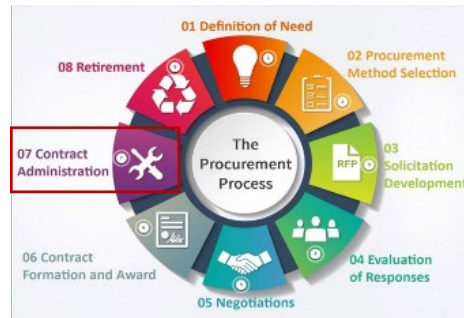 01 Definition of Need
02 Procurement
Method Selection
03
Solicitation
Development
RFP
04 Evaluation
of Responses
05 Negotiations
06 Contract
Formation and Award
07 Contract
Administration
08 Retirement
The
Procurement
Process